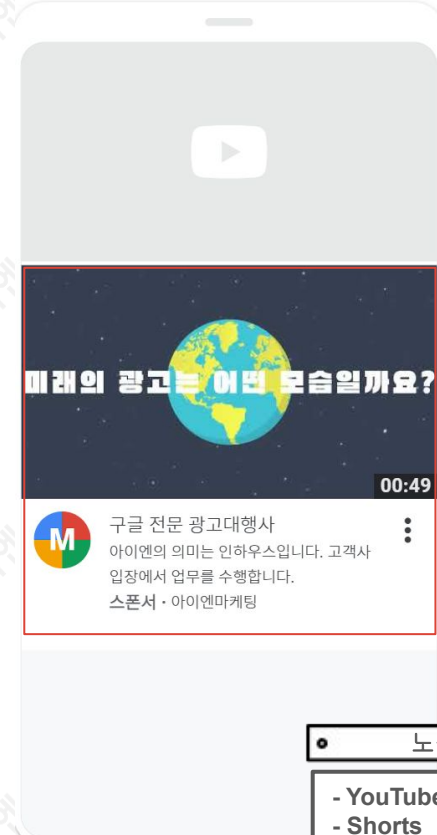 미래의 광고는 어떤 모습일까요?
00:49
M
구글 전문 광고대행사
아이엔의 의미는 인하우스입니다. 고객사
입장에서 업무를 수행합니다.
스폰서 · 아이엔마케팅
- YouTube
- Shorts